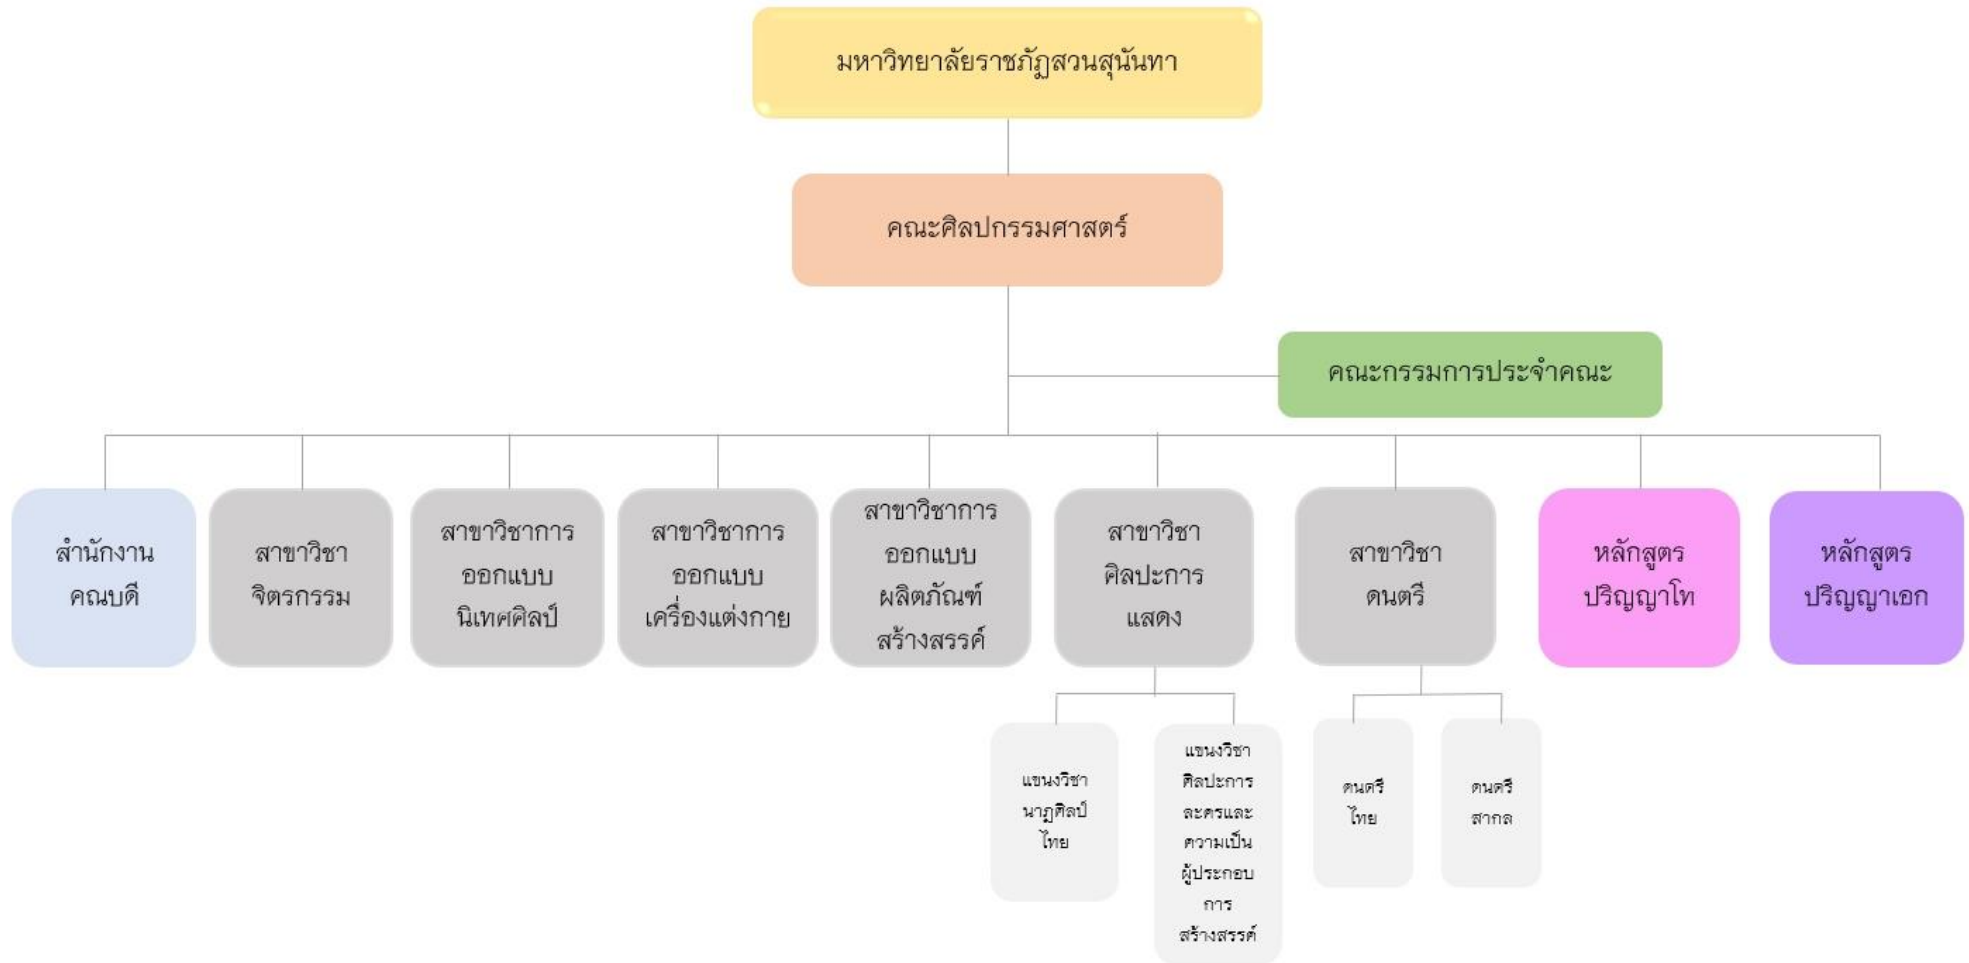 มหาวิทยาลัยราชภัฏสวนสุนันทา
คณะศิลปกรรมศาสตร์
คณะกรรมการประจำคณะ
สำนักงาน
คณบดี
สาขาวิชา
จิตรกรรม
สาขาวิชาการ
ออกแบบ
นิเทศศิลป์
สาขาวิชาการ
ออกแบบ
เครื่องแต่งกาย
สาขาวิชาการ
ออกแบบ
ผลิตภัณฑ์
สร้างสรรค์
สาขาวิชา
ศิลปะการ
แสดง
สาขาวิชา
ดนตรี
หลักสูตร
ปริญญาโท
หลักสูตร
ปริญญาเอก
แขนงวิชา
นาฏศิลป์
ไทย
แขนงวิชา
ศิลปะการ
ละครและ
ความเป็น
ผู้ประกอบ
การ
สร้างสรรค์
ดนตรี
ไทย
ดนตรี
สากล